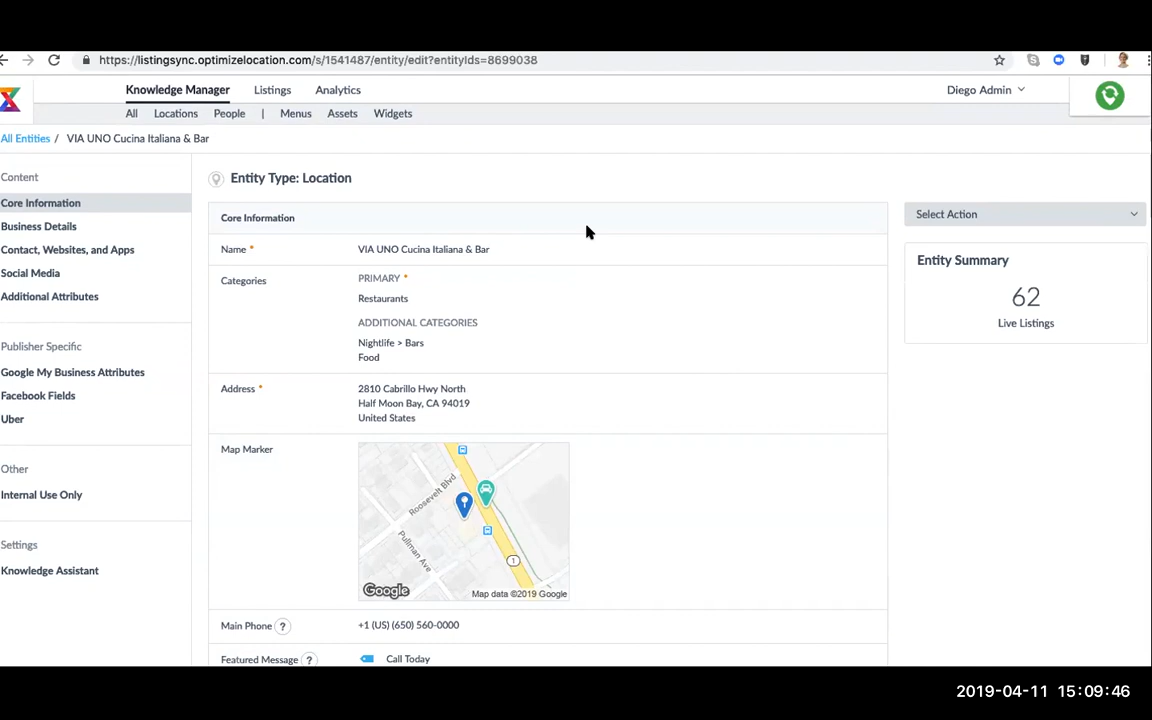 https://listingsync.optimizelocation.com/s/1541487/entity/edit?entityIds=8699038
Knowledge Manager
Listings
Analytics
Diego Admin
All
Locations
People
|
Menus
Assets
Widgets
All Entities / VIA UNO Cucina Italiana & Bar
Content
Core Information
Business Details
Contact, Websites, and Apps
Social Media
Additional Attributes
Publisher Specific
Google My Business Attributes
Facebook Fields
Uber
Other
Internal Use Only
Settings
Knowledge Assistant
Entity Type: Location
Core Information
Name *
VIA UNO Cucina Italiana & Bar
Categories
PRIMARY *
Restaurants
ADDITIONAL CATEGORIES
Nightlife > Bars
Food
Address *
2810 Cabrillo Hwy North
Half Moon Bay, CA 94019
United States
Map Marker
Roosevelt Blvd
Pullman Ave
1
Google
Map data ©2019 Google
Main Phone ?
+1 (US) (650) 560-0000
Featured Message ?
Call Today
Select Action
Entity Summary
62
Live Listings
2019-04-11 15:09:46